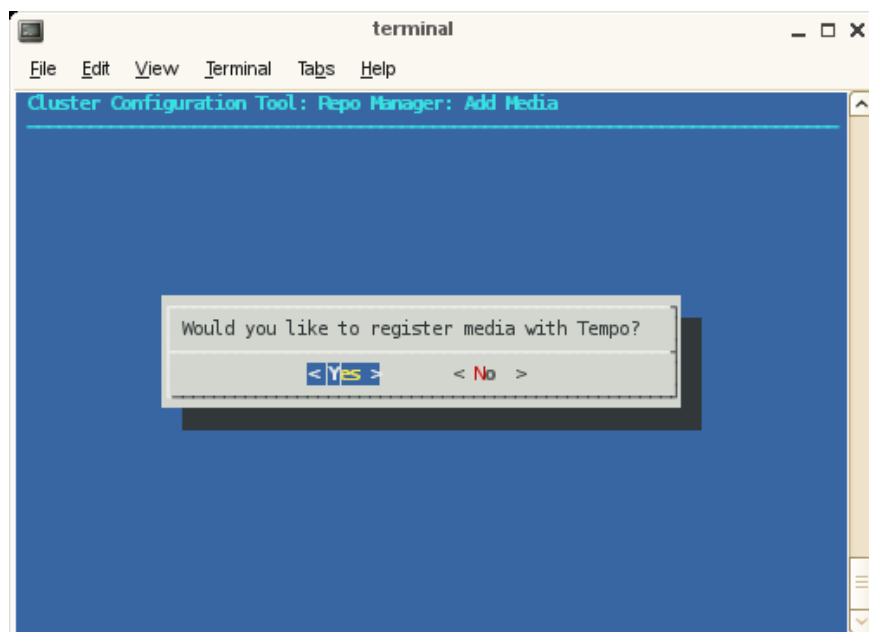 terminal
File Edit View Terminal Tabs Help
Cluster Configuration Tool: Repo Manager: Add Media
Would you like to register media with Tempo?
< Yes > < No >